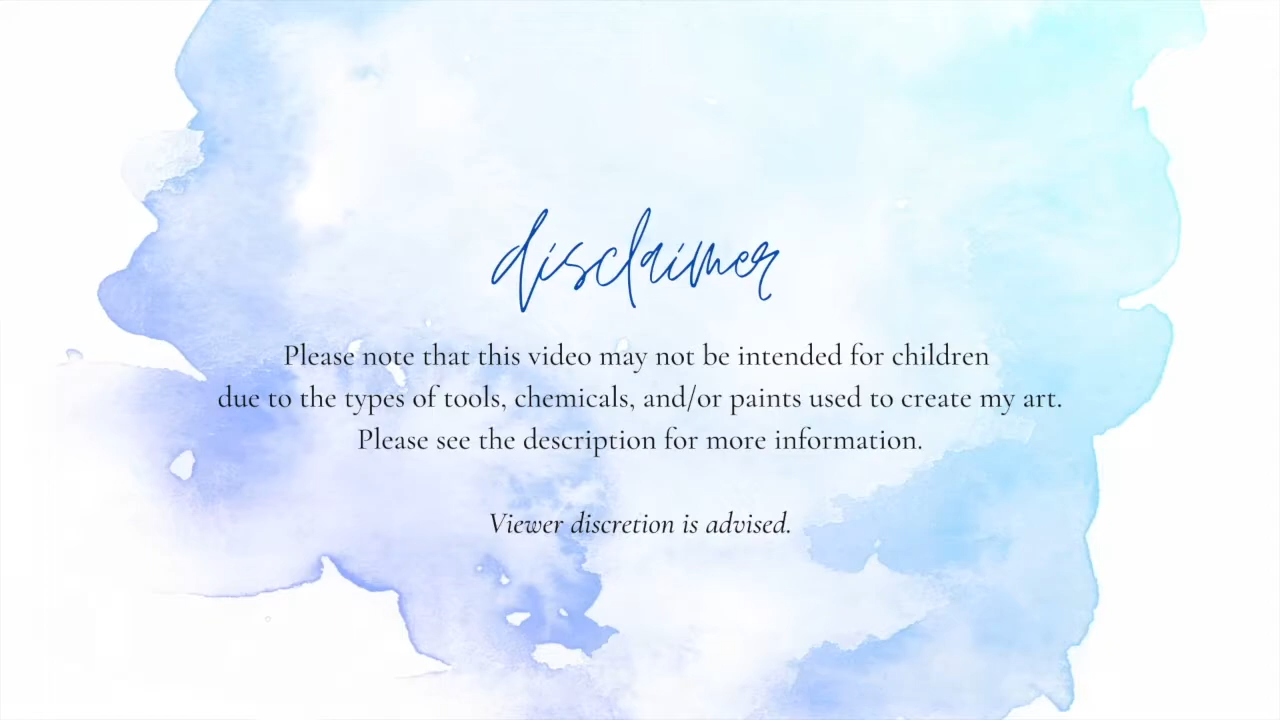 disclaimer
Please note that this video may not be intended for children
due to the types of tools, chemicals, and/or paints used to create my art.
Please see the description for more information.
Viewer discretion is advised.